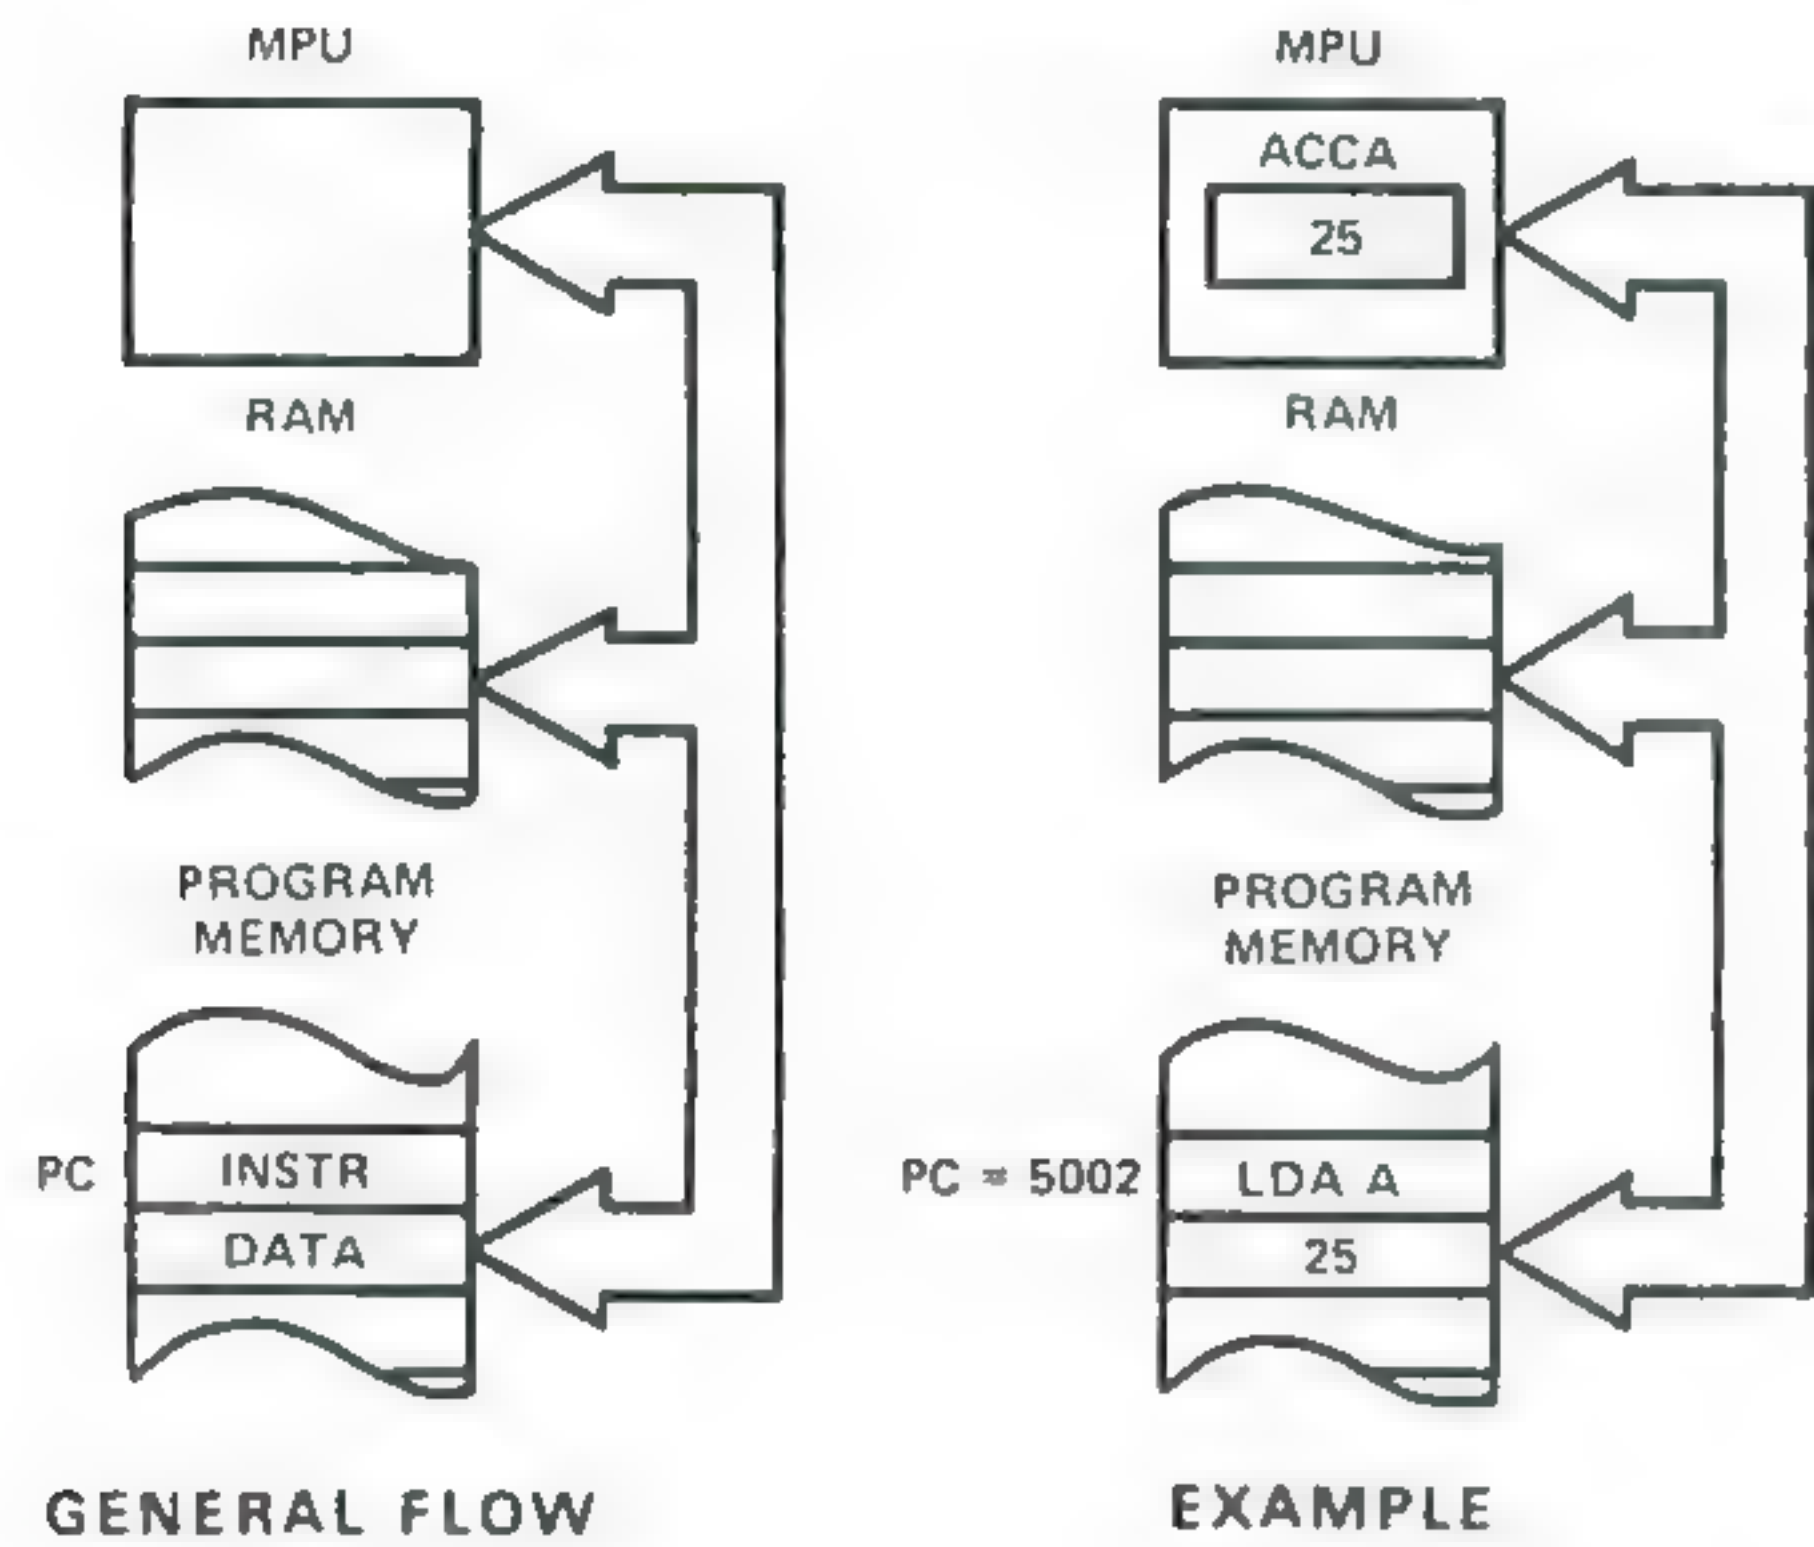 MPU
RAM
PROGRAM
MEMORY
PC
INSTR
DATA
GENERAL FLOW
MPU
ACCA
25
RAM
PROGRAM
MEMORY
PC = 5002
LDA A
25
EXAMPLE